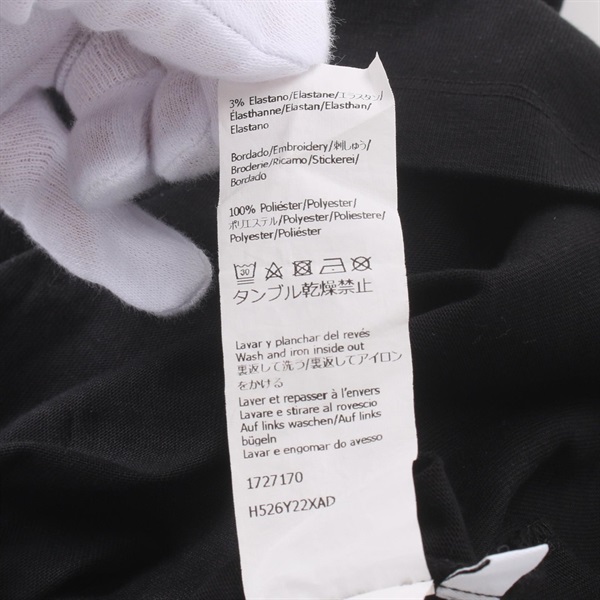 3% Elastano/Elastane/エラスタン/
Élasthanne/Elastan/Elasthan/
Elastano
Bordado/Embroidery/刺しゅう/
Broderie/Ricamo/Stickerei/
Bordado
100% Poliéster/Polyester/
ポリエステル/Polyester/Poliestere/
Polyester/Poliéster
30
タンブル乾燥禁止
Lavar y planchar del revés
Wash and iron inside out
裏返して洗う/裏返してアイロン
をかける
Laver et repasser à l'envers
Lavare e stirare al rovescio
Auf links waschen/Auf links
bügeln
Lavar e engomar do avesso
1727170
H526Y22XAD